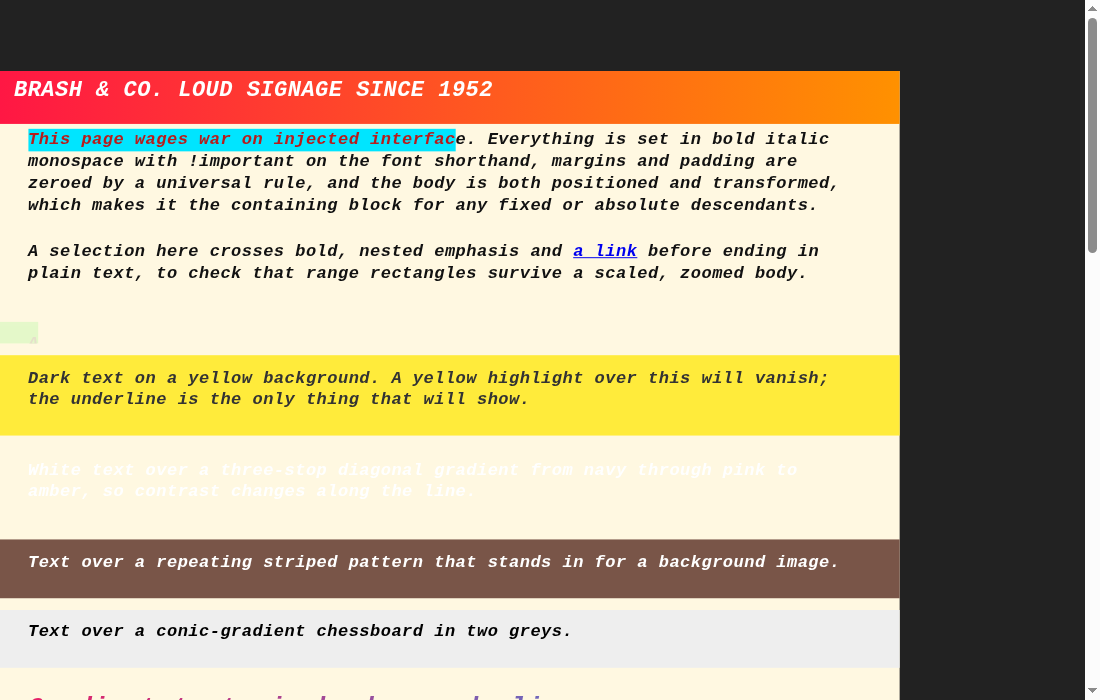 BRASH & CO. LOUD SIGNAGE SINCE 1952
This page wages war on injected interface. Everything is set in bold italic
monospace with !important on the font shorthand, margins and padding are
zeroed by a universal rule, and the body is both positioned and transformed,
which makes it the containing block for any fixed or absolute descendants.
A selection here crosses bold, nested emphasis and a link before ending in
plain text, to check that range rectangles survive a scaled, zoomed body.
Dark text on a yellow background. A yellow highlight over this will vanish;
the underline is the only thing that will show.
White text over a three-stop diagonal gradient from navy through pink to
amber, so contrast changes along the line.
Text over a repeating striped pattern that stands in for a background image.
Text over a conic-gradient chessboard in two greys.